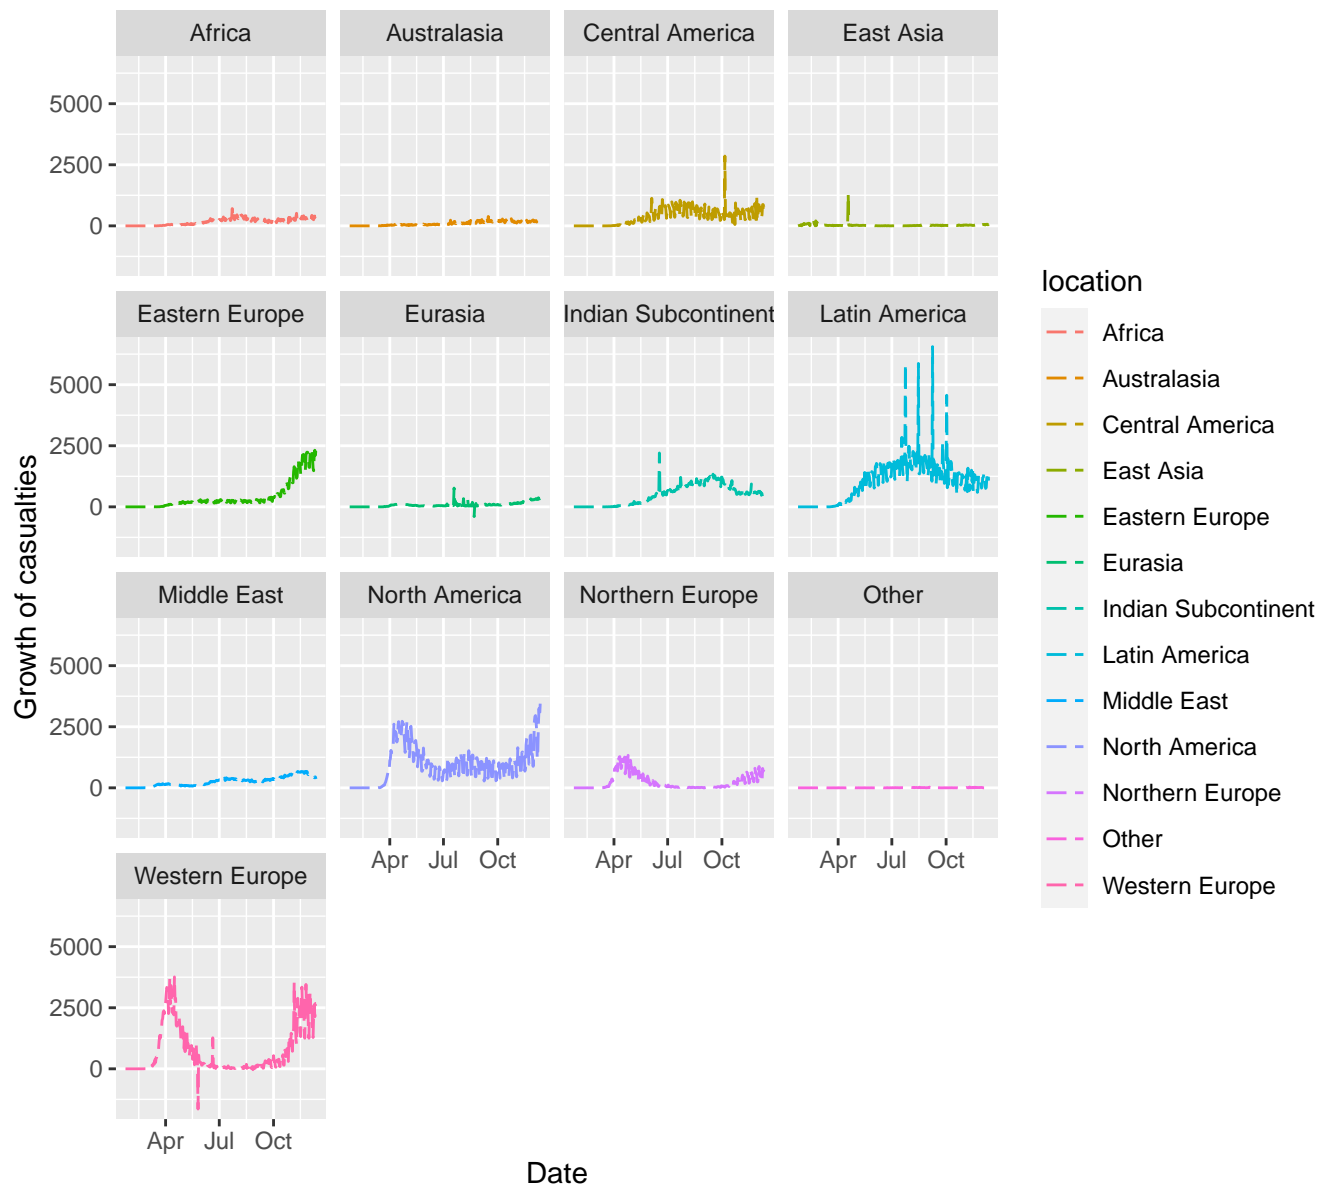 Africa
Australasia
Central America
East Asia
5000
2500
0
Eastern Europe
Eurasia
Indian Subcontinent
Latin America
5000
2500
0
Middle East
North America
Northern Europe
Other
5000
2500
0
Apr Jul Oct
Apr Jul Oct
Apr Jul Oct
Western Europe
5000
2500
0
Apr Jul Oct
Date
Growth of casualties
location
Africa
Australasia
Central America
East Asia
Eastern Europe
Eurasia
Indian Subcontinent
Latin America
Middle East
North America
Northern Europe
Other
Western Europe